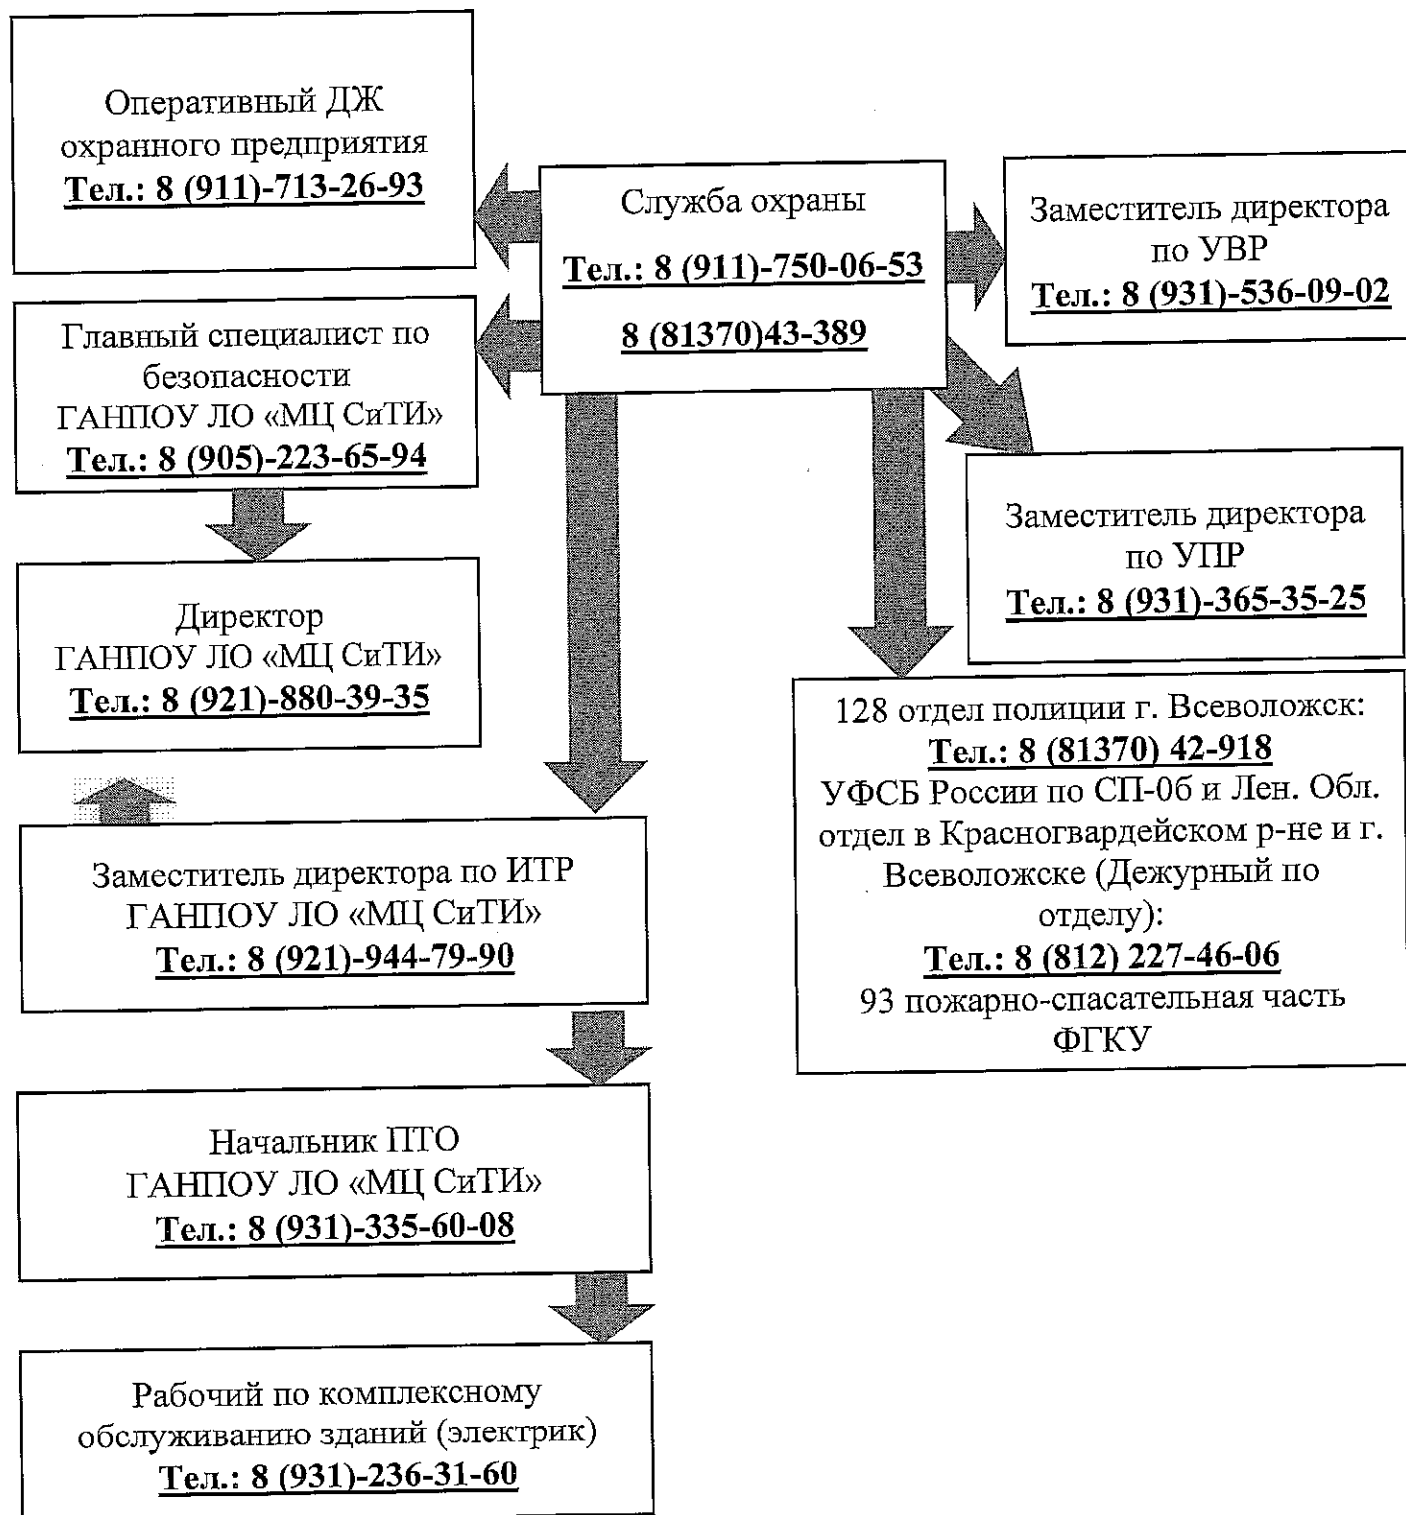 Оперативный ДЖ
охранного предприятия
Тел.: 8 (911)-713-26-93
Служба охраны
Тел.: 8 (911)-750-06-53
8 (81370)43-389
Заместитель директора
по УВР
Тел.: 8 (931)-536-09-02
Главный специалист по
безопасности
ГАНПОУ ЛО «МЦ СиТИ»
Тел.: 8 (905)-223-65-94
Заместитель директора
по УПР
Тел.: 8 (931)-365-35-25
Директор
ГАНПОУ ЛО «МЦ СиТИ»
Тел.: 8 (921)-880-39-35
128 отдел полиции г. Всеволожск:
Тел.: 8 (81370) 42-918
УФСБ России по СП-0б и Лен. Обл.
отдел в Красногвардейском р-не и г.
Всеволожске (Дежурный по
отделу):
Тел.: 8 (812) 227-46-06
93 пожарно-спасательная часть
ФГКУ
Заместитель директора по ИТР
ГАНПОУ ЛО «МЦ СиТИ»
Тел.: 8 (921)-944-79-90
Начальник ПТО
ГАНПОУ ЛО «МЦ СиТИ»
Тел.: 8 (931)-335-60-08
Рабочий по комплексному
обслуживанию зданий (электрик)
Тел.: 8 (931)-236-31-60